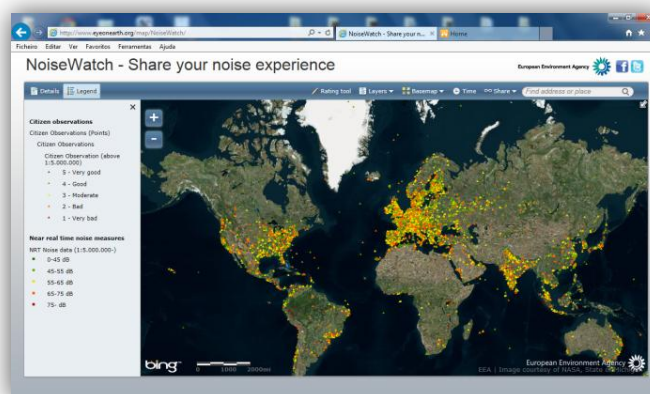 http://www.eyeonearth.org/map/NoiseWatch/
NoiseWatch - Share your n...
Home
Ficheiro Editar Ver Favoritos Ferramentas Ajuda
NoiseWatch - Share your noise experience
European Environment Agency
Details Legend
Rating tool Layers Basemap Time Share Find address or place
Citizen observations
Citizen Observations (Points)
Citizen Observations
Citizen Observation (above
1:5.000.000)
5 - Very good
4 - Good
3 - Moderate
2 - Bad
1 - Very bad
Near real time noise measures
NRT Noise data (1:5.000.000-)
0-45 dB
45-55 dB
55-65 dB
65-75 dB
75- dB
bing
0 1000 2000mi
European Environment Agency
EEA | Image courtesy of NASA, State of